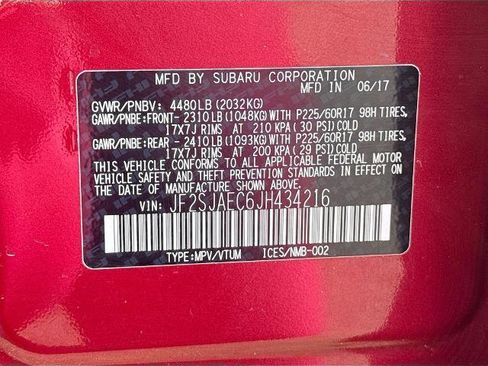 MFD BY SUBARU CORPORATION
MFD IN 06/17
GVWR/PNBV: 4480LB(2032KG)
GAWR/PNBE:FRONT-2310LB(1048KG)WITH P225/60R17 98H TIRES,
17X7J RIMS AT 210 KPA(30 PSI)COLD
GAWR/PNBE:REAR -2410LB(1093KG)WITH P225/60R17 98H TIRES,
17X7J RIMS AT 200 KPA(29 PSI)COLD
THIS VEHICLE CONFORMS TO ALL APPLICABLE FEDERAL MOTOR
VEHICLE SAFETY, BUMPER, AND THEFT PREVENTION STANDARDS
IN EFFECT ON THE DATE OF MANUFACTURE SHOWN ABOVE.
VIN: JF2SJAEC6JH434216
TYPE:MPV/VTUM ICES/NMB-002